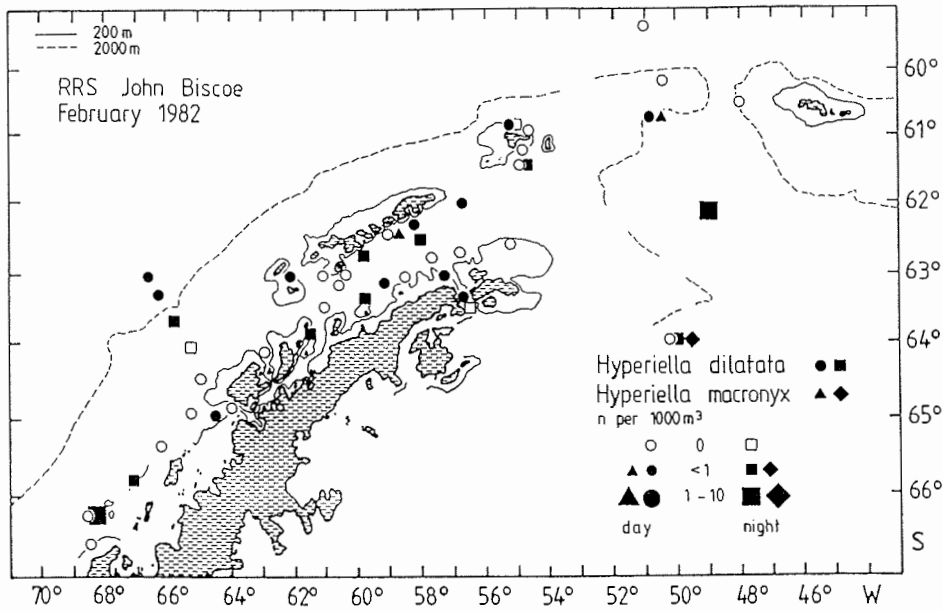 200 m
2000 m
RRS John Biscoe
February 1982
60°
61°
62°
63°
64°
65°
66°
S
Hyperiella dilatata
Hyperiella macronyx
n per 1000m³
0
<1
1 - 10
day night
70° 68° 66° 64° 62° 60° 58° 56° 54° 52° 50° 48° 46° W